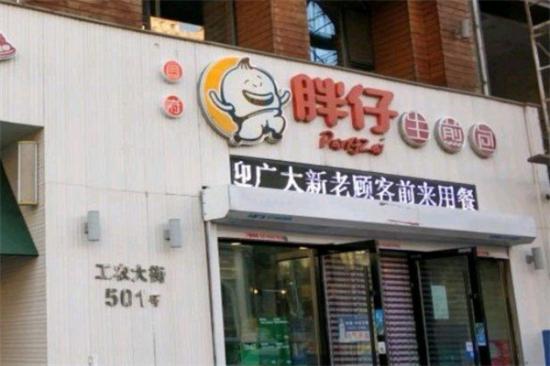 胖仔生煎包
PangZai
府
迎广大新老顾客前来用餐
工农大街
501号